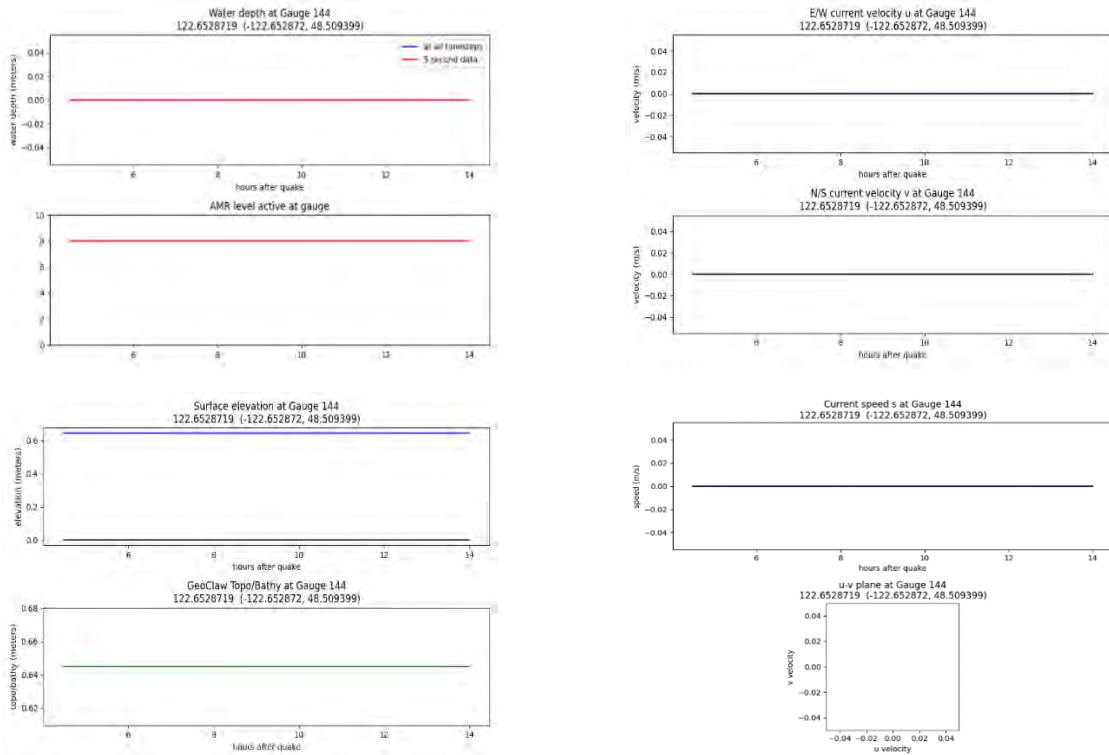 Water depth at Gauge 144
122.6528719 (-122.652872, 48.509399)
at all timesteps
5 second data
water depth (meters)
0.04
0.02
0.00
−0.02
−0.04
6 8 10 12 14
hours after quake
AMR level active at gauge
10
8
6
4
2
0
6 8 10 12 14
hours after quake
Surface elevation at Gauge 144
122.6528719 (-122.652872, 48.509399)
elevation (meters)
0.6
0.4
0.2
0.0
6 8 10 12 14
hours after quake
GeoClaw Topo/Bathy at Gauge 144
122.6528719 (-122.652872, 48.509399)
topo/bathy (meters)
0.68
0.66
0.64
0.62
6 8 10 12 14
hours after quake
E/W current velocity u at Gauge 144
122.6528719 (-122.652872, 48.509399)
velocity (m/s)
0.04
0.02
0.00
−0.02
−0.04
6 8 10 12 14
hours after quake
N/S current velocity v at Gauge 144
122.6528719 (-122.652872, 48.509399)
velocity (m/s)
0.04
0.02
0.00
−0.02
−0.04
6 8 10 12 14
hours after quake
Current speed s at Gauge 144
122.6528719 (-122.652872, 48.509399)
speed (m/s)
0.04
0.02
0.00
−0.02
−0.04
6 8 10 12 14
hours after quake
u-v plane at Gauge 144
122.6528719 (-122.652872, 48.509399)
v velocity
0.04
0.02
0.00
−0.02
−0.04
−0.04 −0.02 0.00 0.02 0.04
u velocity